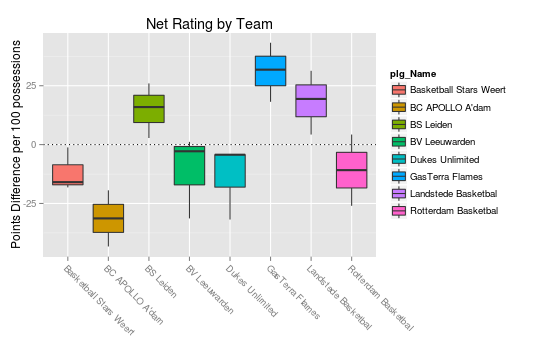 Net Rating by Team
Points Difference per 100 possessions
25
0
-25
Basketball Stars Weert
BC APOLLO A'dam
BS Leiden
BV Leeuwarden
Dukes Unlimited
GasTerra Flames
Landstede Basketbal
Rotterdam Basketbal
plg_Name
Basketball Stars Weert
BC APOLLO A'dam
BS Leiden
BV Leeuwarden
Dukes Unlimited
GasTerra Flames
Landstede Basketbal
Rotterdam Basketbal